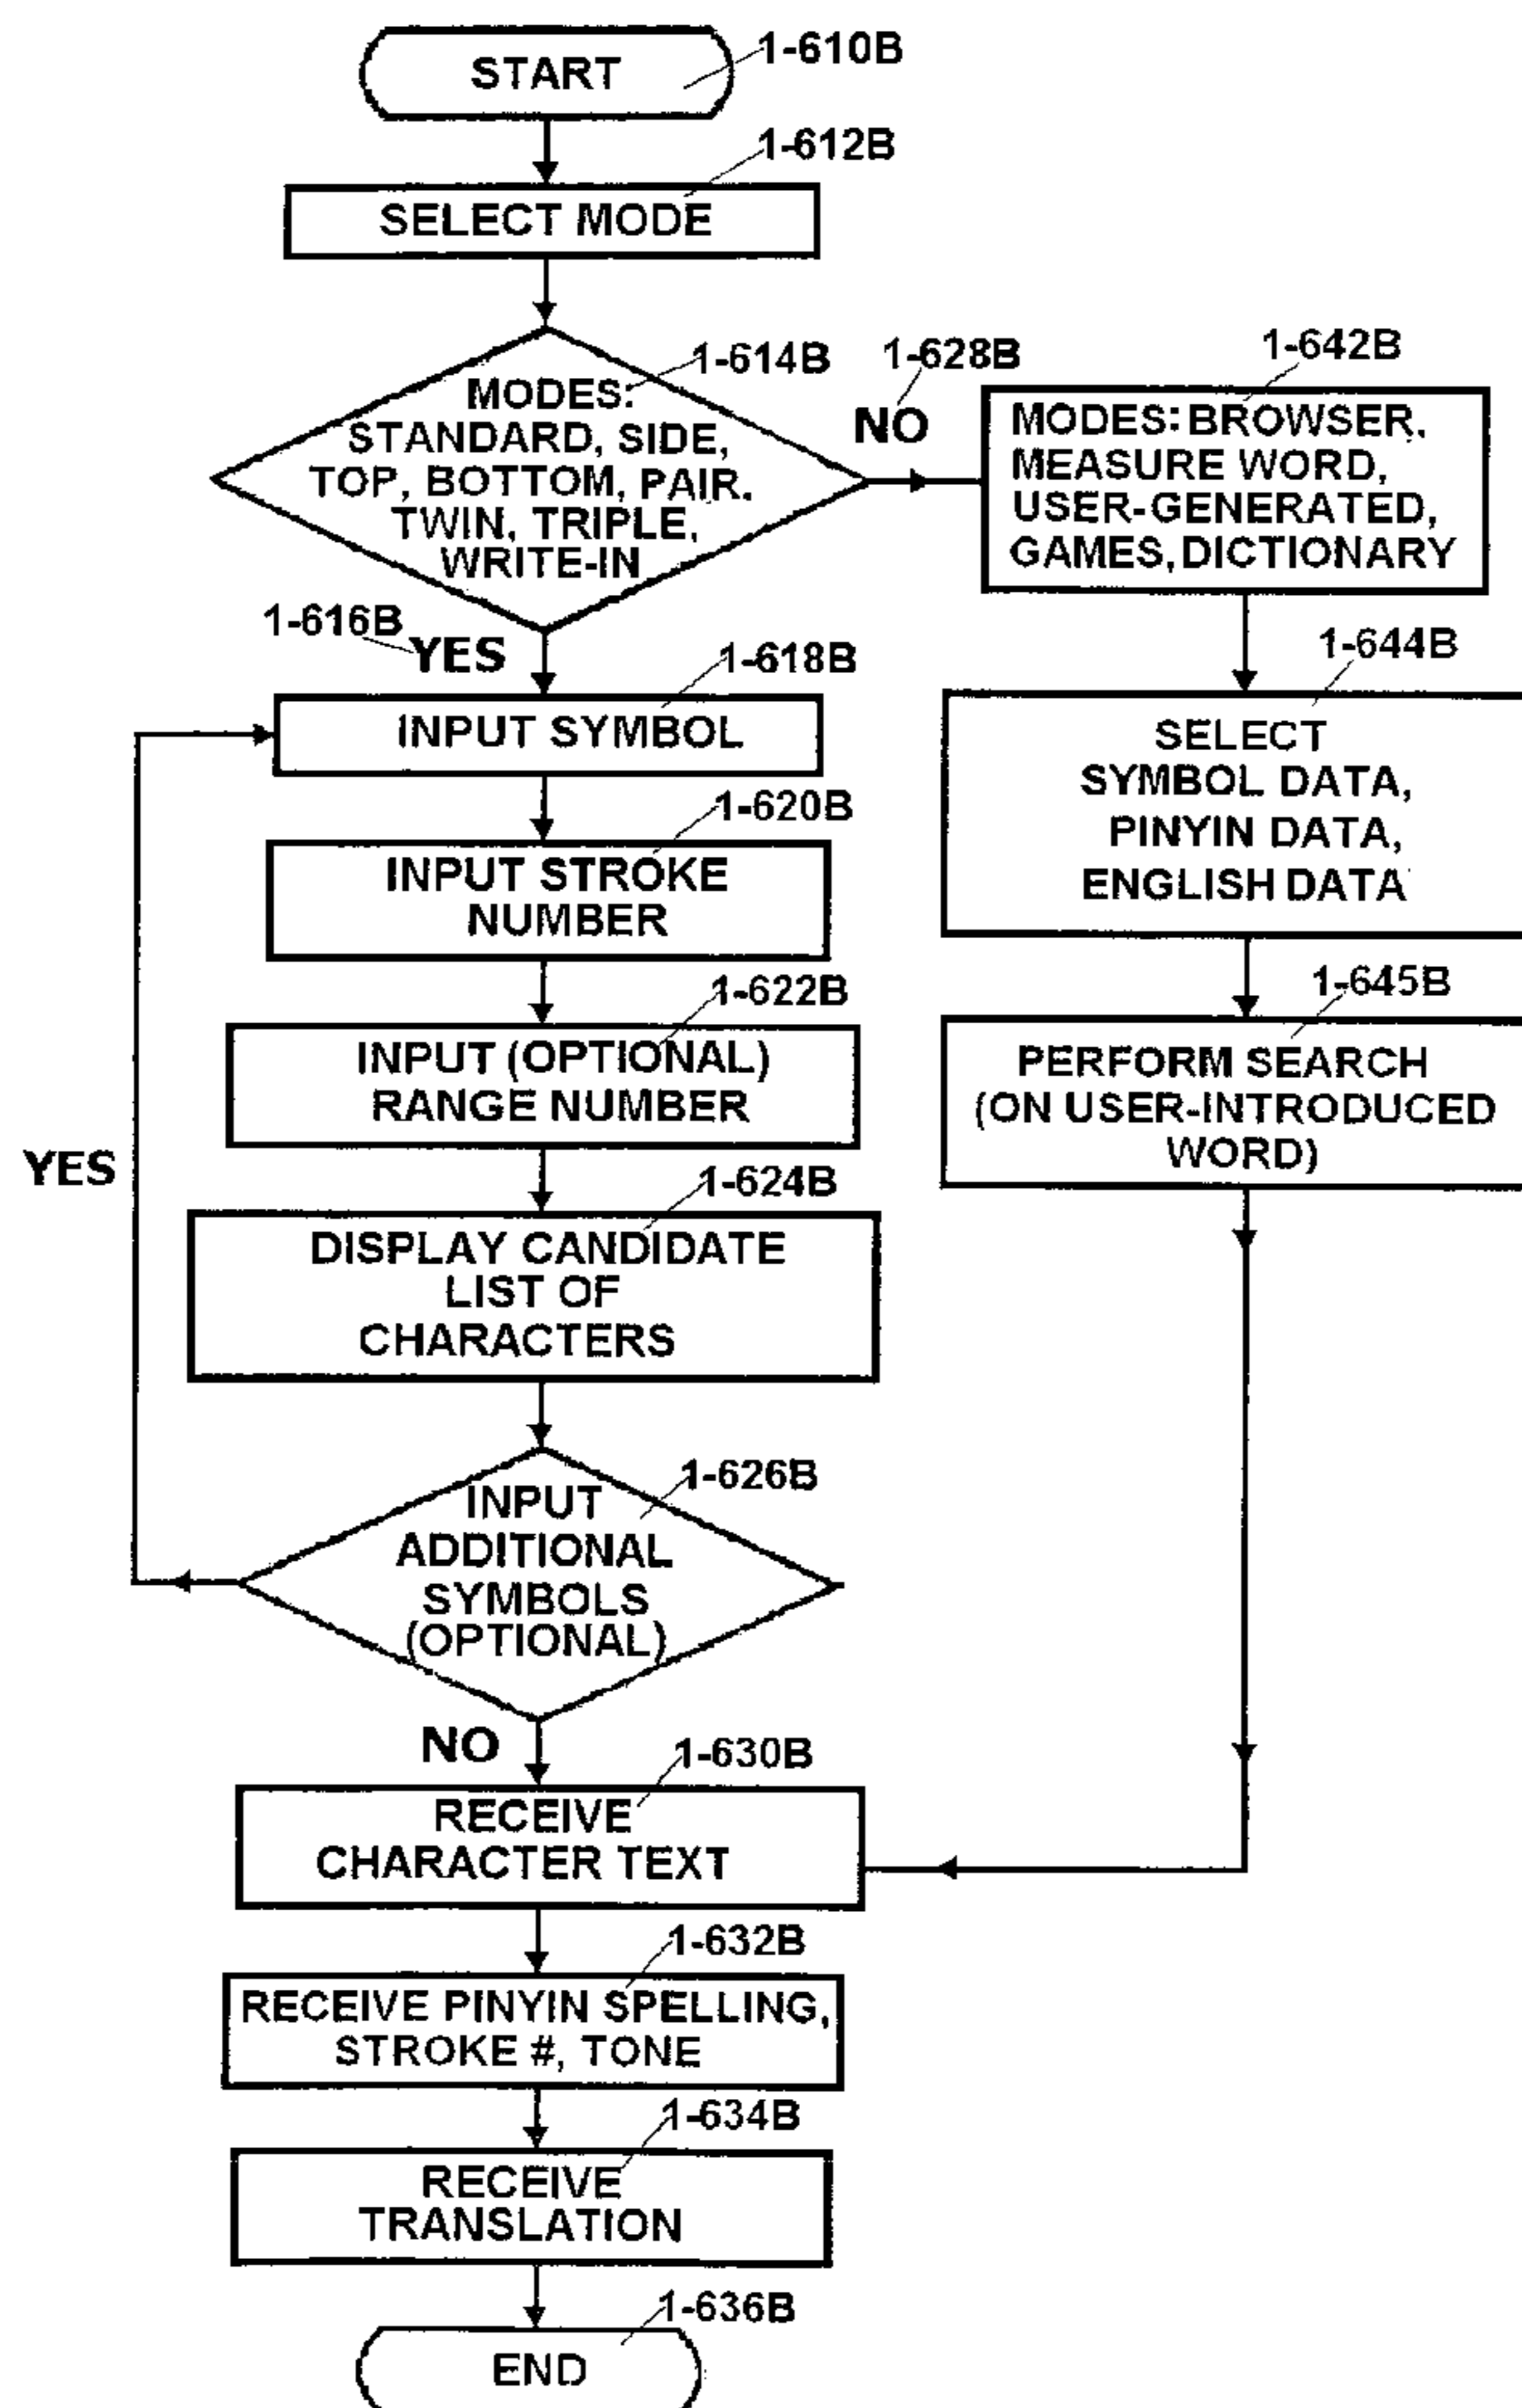 START
1-610B
1-612B
SELECT MODE
1-614B
MODES:
STANDARD, SIDE,
TOP, BOTTOM, PAIR,
TWIN, TRIPLE,
WRITE-IN
1-628B
NO
1-642B
MODES: BROWSER,
MEASURE WORD,
USER-GENERATED,
GAMES, DICTIONARY
1-616B
YES
1-618B
INPUT SYMBOL
1-644B
SELECT
SYMBOL DATA,
PINYIN DATA,
ENGLISH DATA
1-620B
INPUT STROKE
NUMBER
1-622B
INPUT (OPTIONAL)
RANGE NUMBER
1-645B
PERFORM SEARCH
(ON USER-INTRODUCED
WORD)
YES
1-624B
DISPLAY CANDIDATE
LIST OF
CHARACTERS
1-626B
INPUT
ADDITIONAL
SYMBOLS
(OPTIONAL)
NO
1-630B
RECEIVE
CHARACTER TEXT
1-632B
RECEIVE PINYIN SPELLING,
STROKE #, TONE
1-634B
RECEIVE
TRANSLATION
1-636B
END